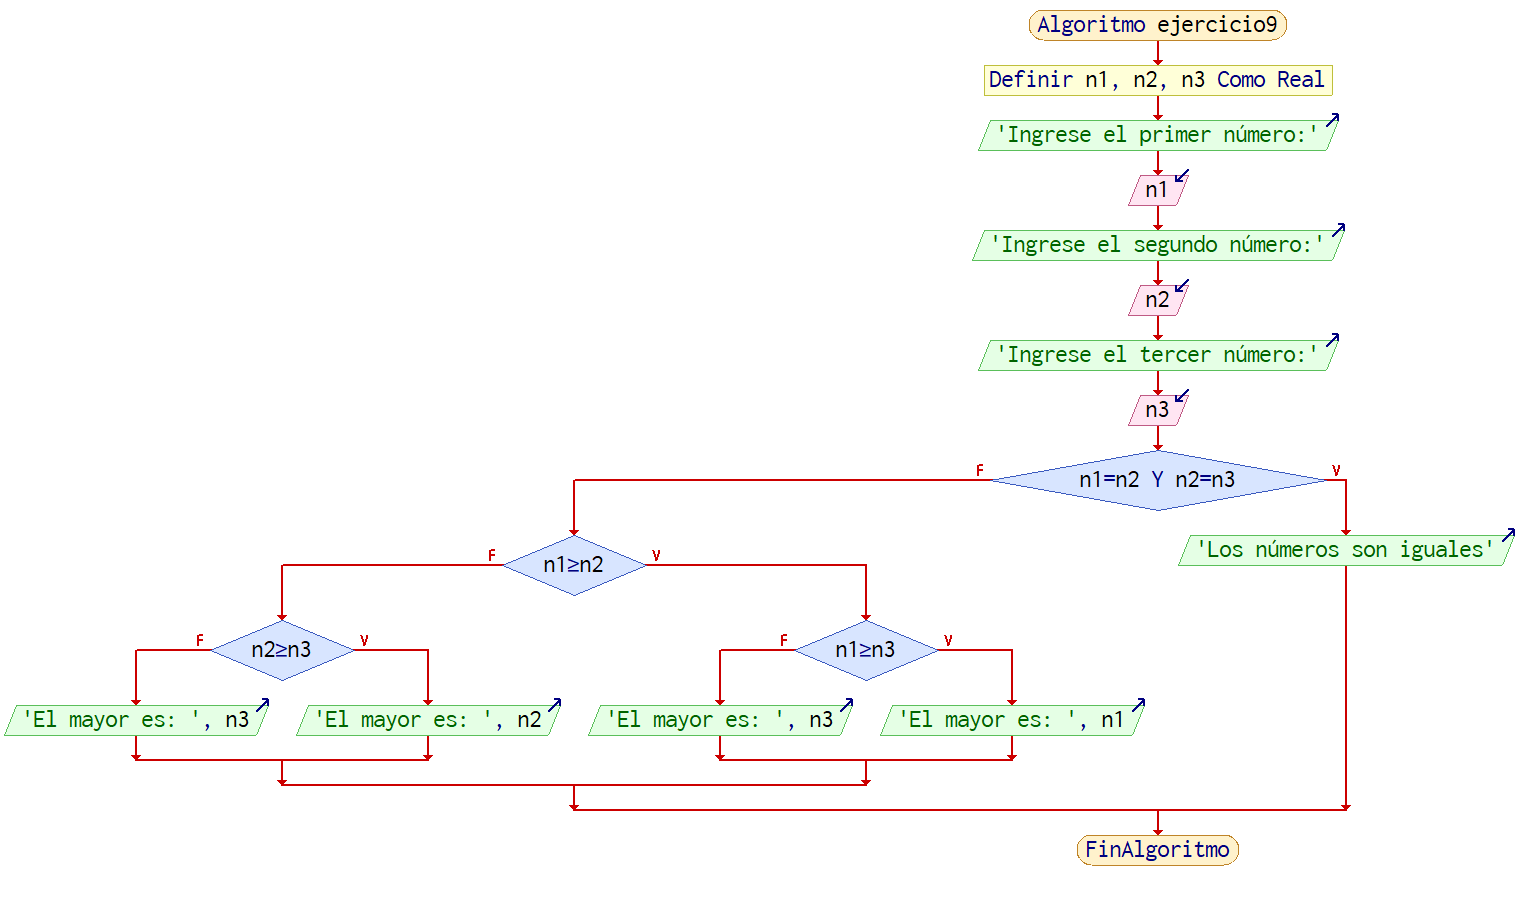 Algoritmo ejercicio9
Definir n1, n2, n3 Como Real
'Ingrese el primer número:'
n1
'Ingrese el segundo número:'
n2
'Ingrese el tercer número:'
n3
F
n1=n2 Y n2=n3
V
'Los números son iguales'
F
n1≥n2
V
F
n2≥n3
V
F
n1≥n3
V
'El mayor es: ', n3
'El mayor es: ', n2
'El mayor es: ', n3
'El mayor es: ', n1
FinAlgoritmo